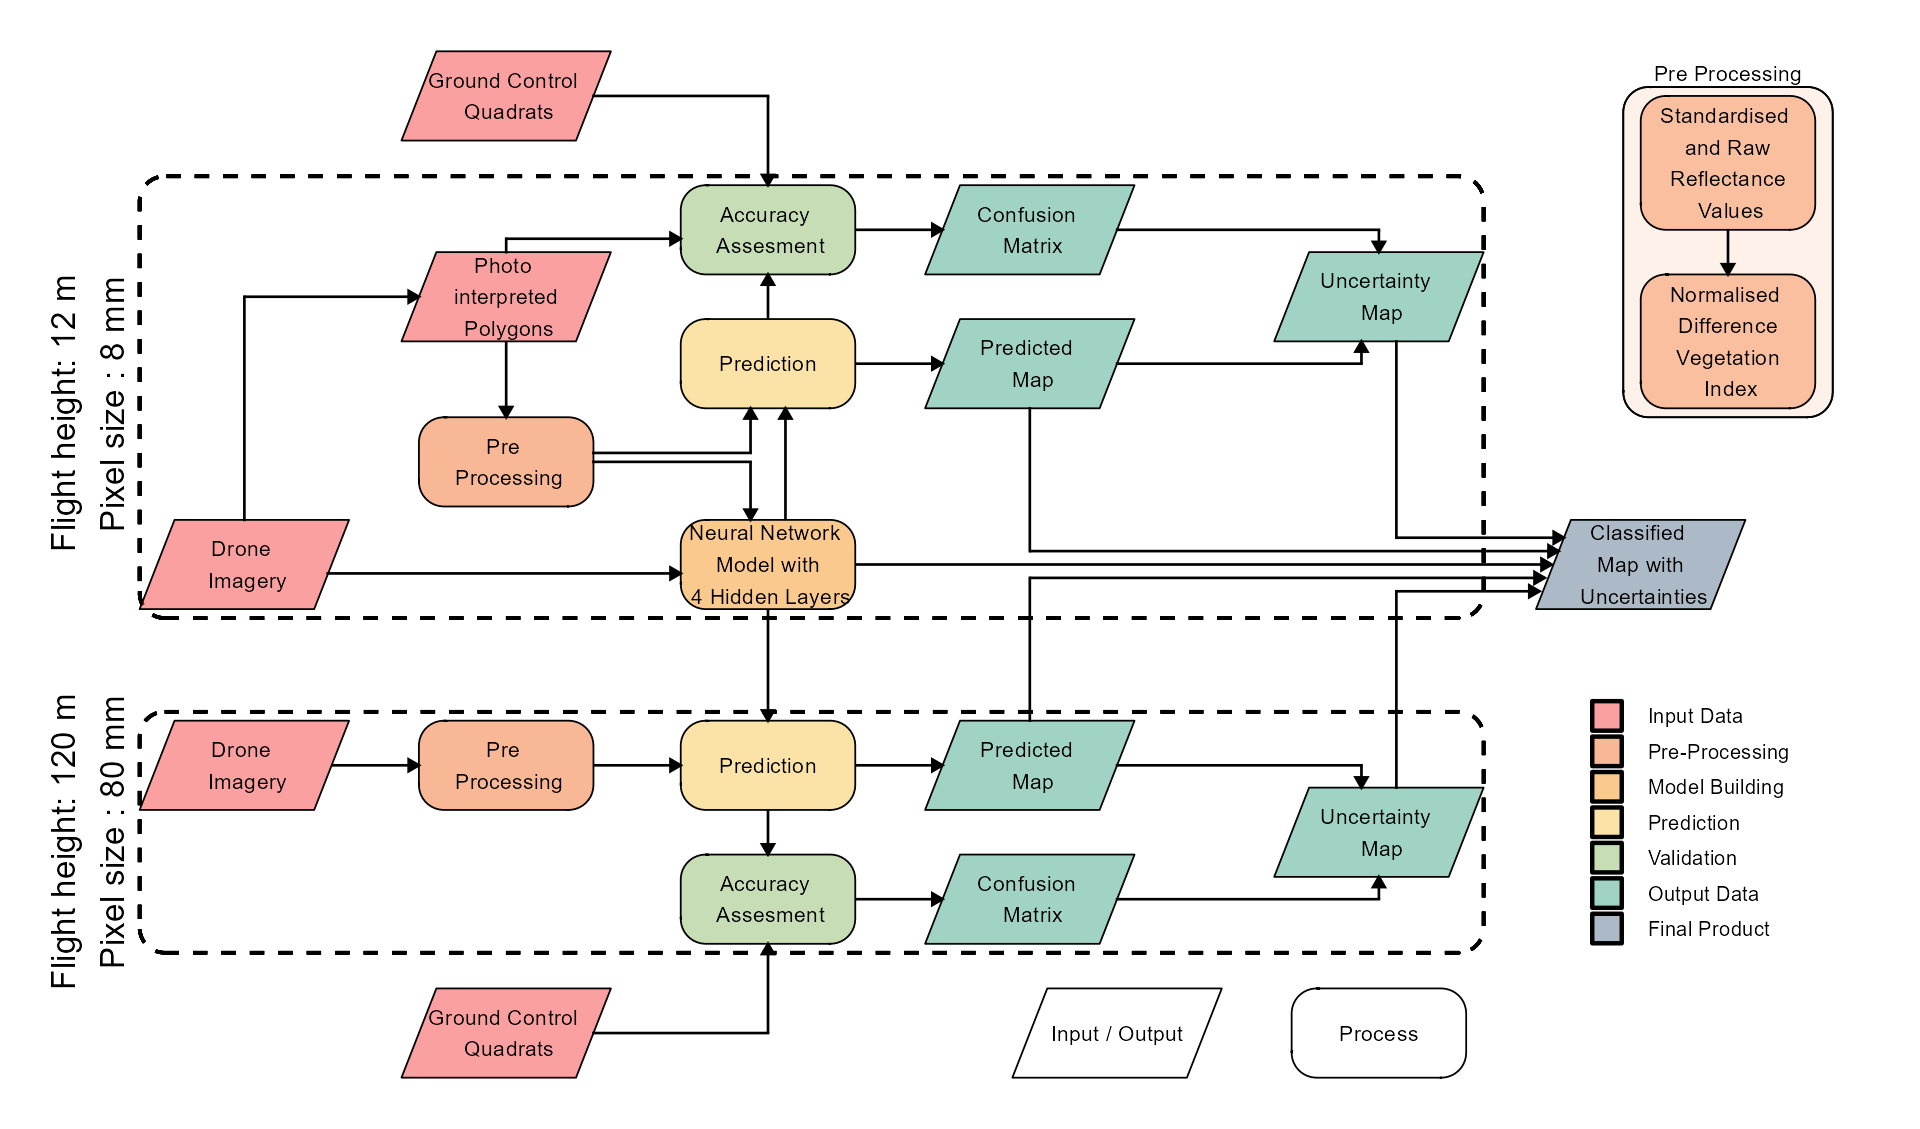 Ground Control
Quadrats
Pre Processing
Standardised
and Raw
Reflectance
Values
Normalised
Difference
Vegetation
Index
Flight height: 12 m
Pixel size : 8 mm
Accuracy
Assesment
Confusion
Matrix
Photo
interpreted
Polygons
Uncertainty
Map
Prediction
Predicted
Map
Pre
Processing
Drone
Imagery
Neural Network
Model with
4 Hidden Layers
Classified
Map with
Uncertainties
Flight height: 120 m
Pixel size : 80 mm
Drone
Imagery
Pre
Processing
Prediction
Predicted
Map
Uncertainty
Map
Accuracy
Assesment
Confusion
Matrix
Ground Control
Quadrats
Input Data
Pre-Processing
Model Building
Prediction
Validation
Output Data
Final Product
Input / Output
Process